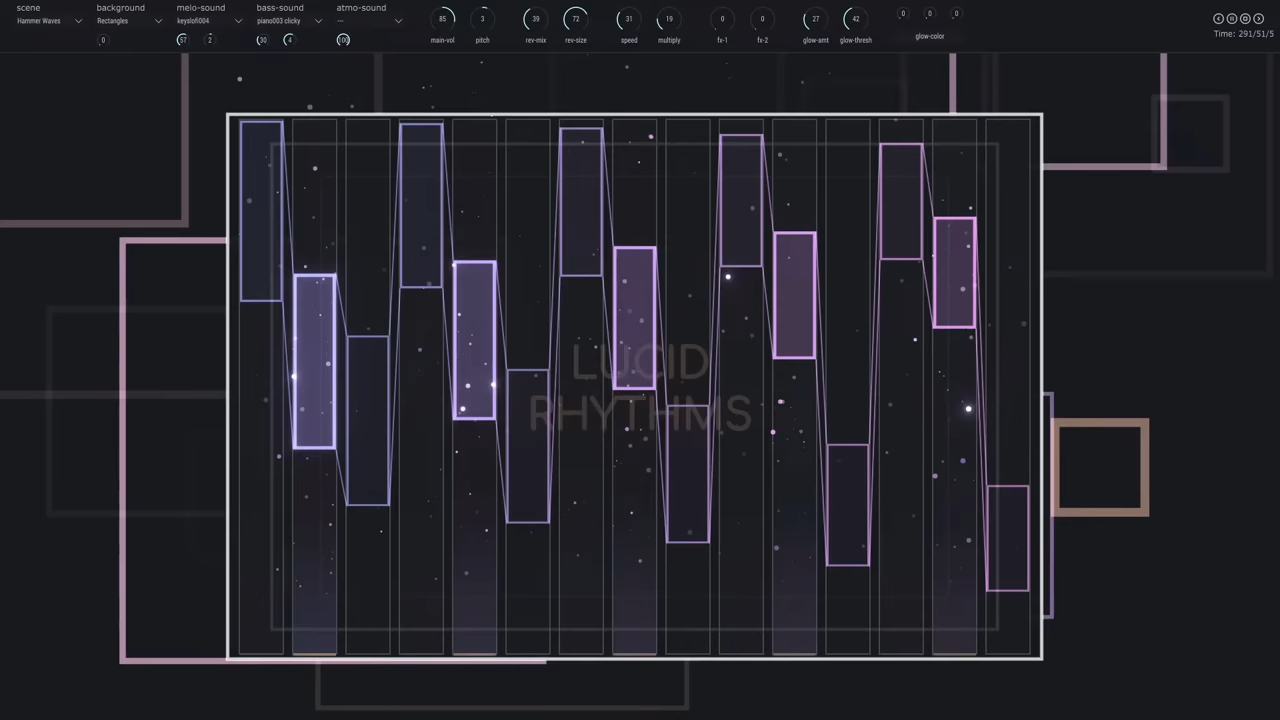 scene
Hammer Waves
background
Rectangles
0
melo-sound
keyslofi004
57
2
bass-sound
piano003 clicky
30
4
atmo-sound
---
100
85
main-vol
3
pitch
39
rev-mix
72
rev-size
31
speed
19
multiply
0
fx-1
0
fx-2
27
glow-amt
42
glow-thresh
0
0
0
glow-color
Time: 291/51/5
LUCID
RHYTHMS